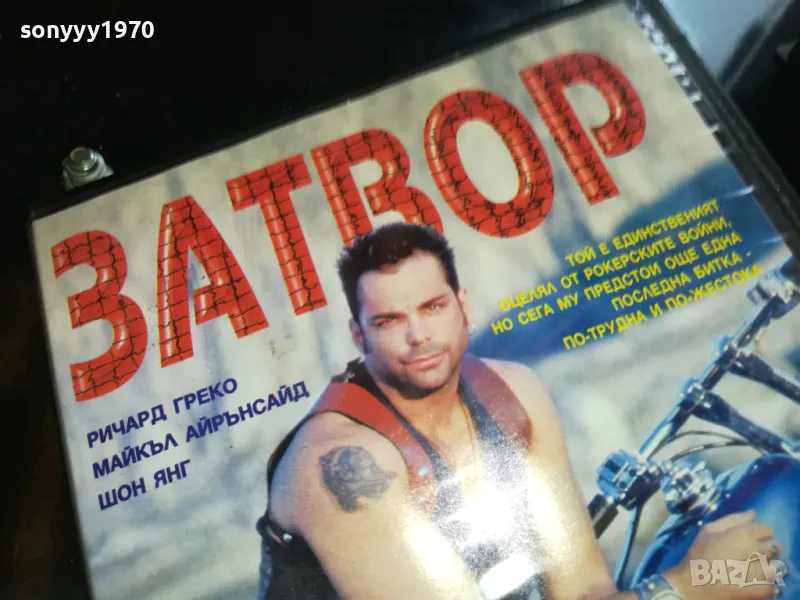 sonyyy1970
ЗАТВОР
ТОЙ Е ЕДИНСТВЕНИЯТ
ОЦЕЛЯЛ ОТ РОКЕРСКИТЕ ВОЙНИ,
НО СЕГА МУ ПРЕДСТОИ ОЩЕ ЕДНА
ПОСЛЕДНА БИТКА -
ПО-ТРУДНА И ПО-ЖЕСТОКА
РИЧАРД ГРЕКО
МАЙКЪЛ АЙРЪНСАЙД
ШОН ЯНГ
BAZAR